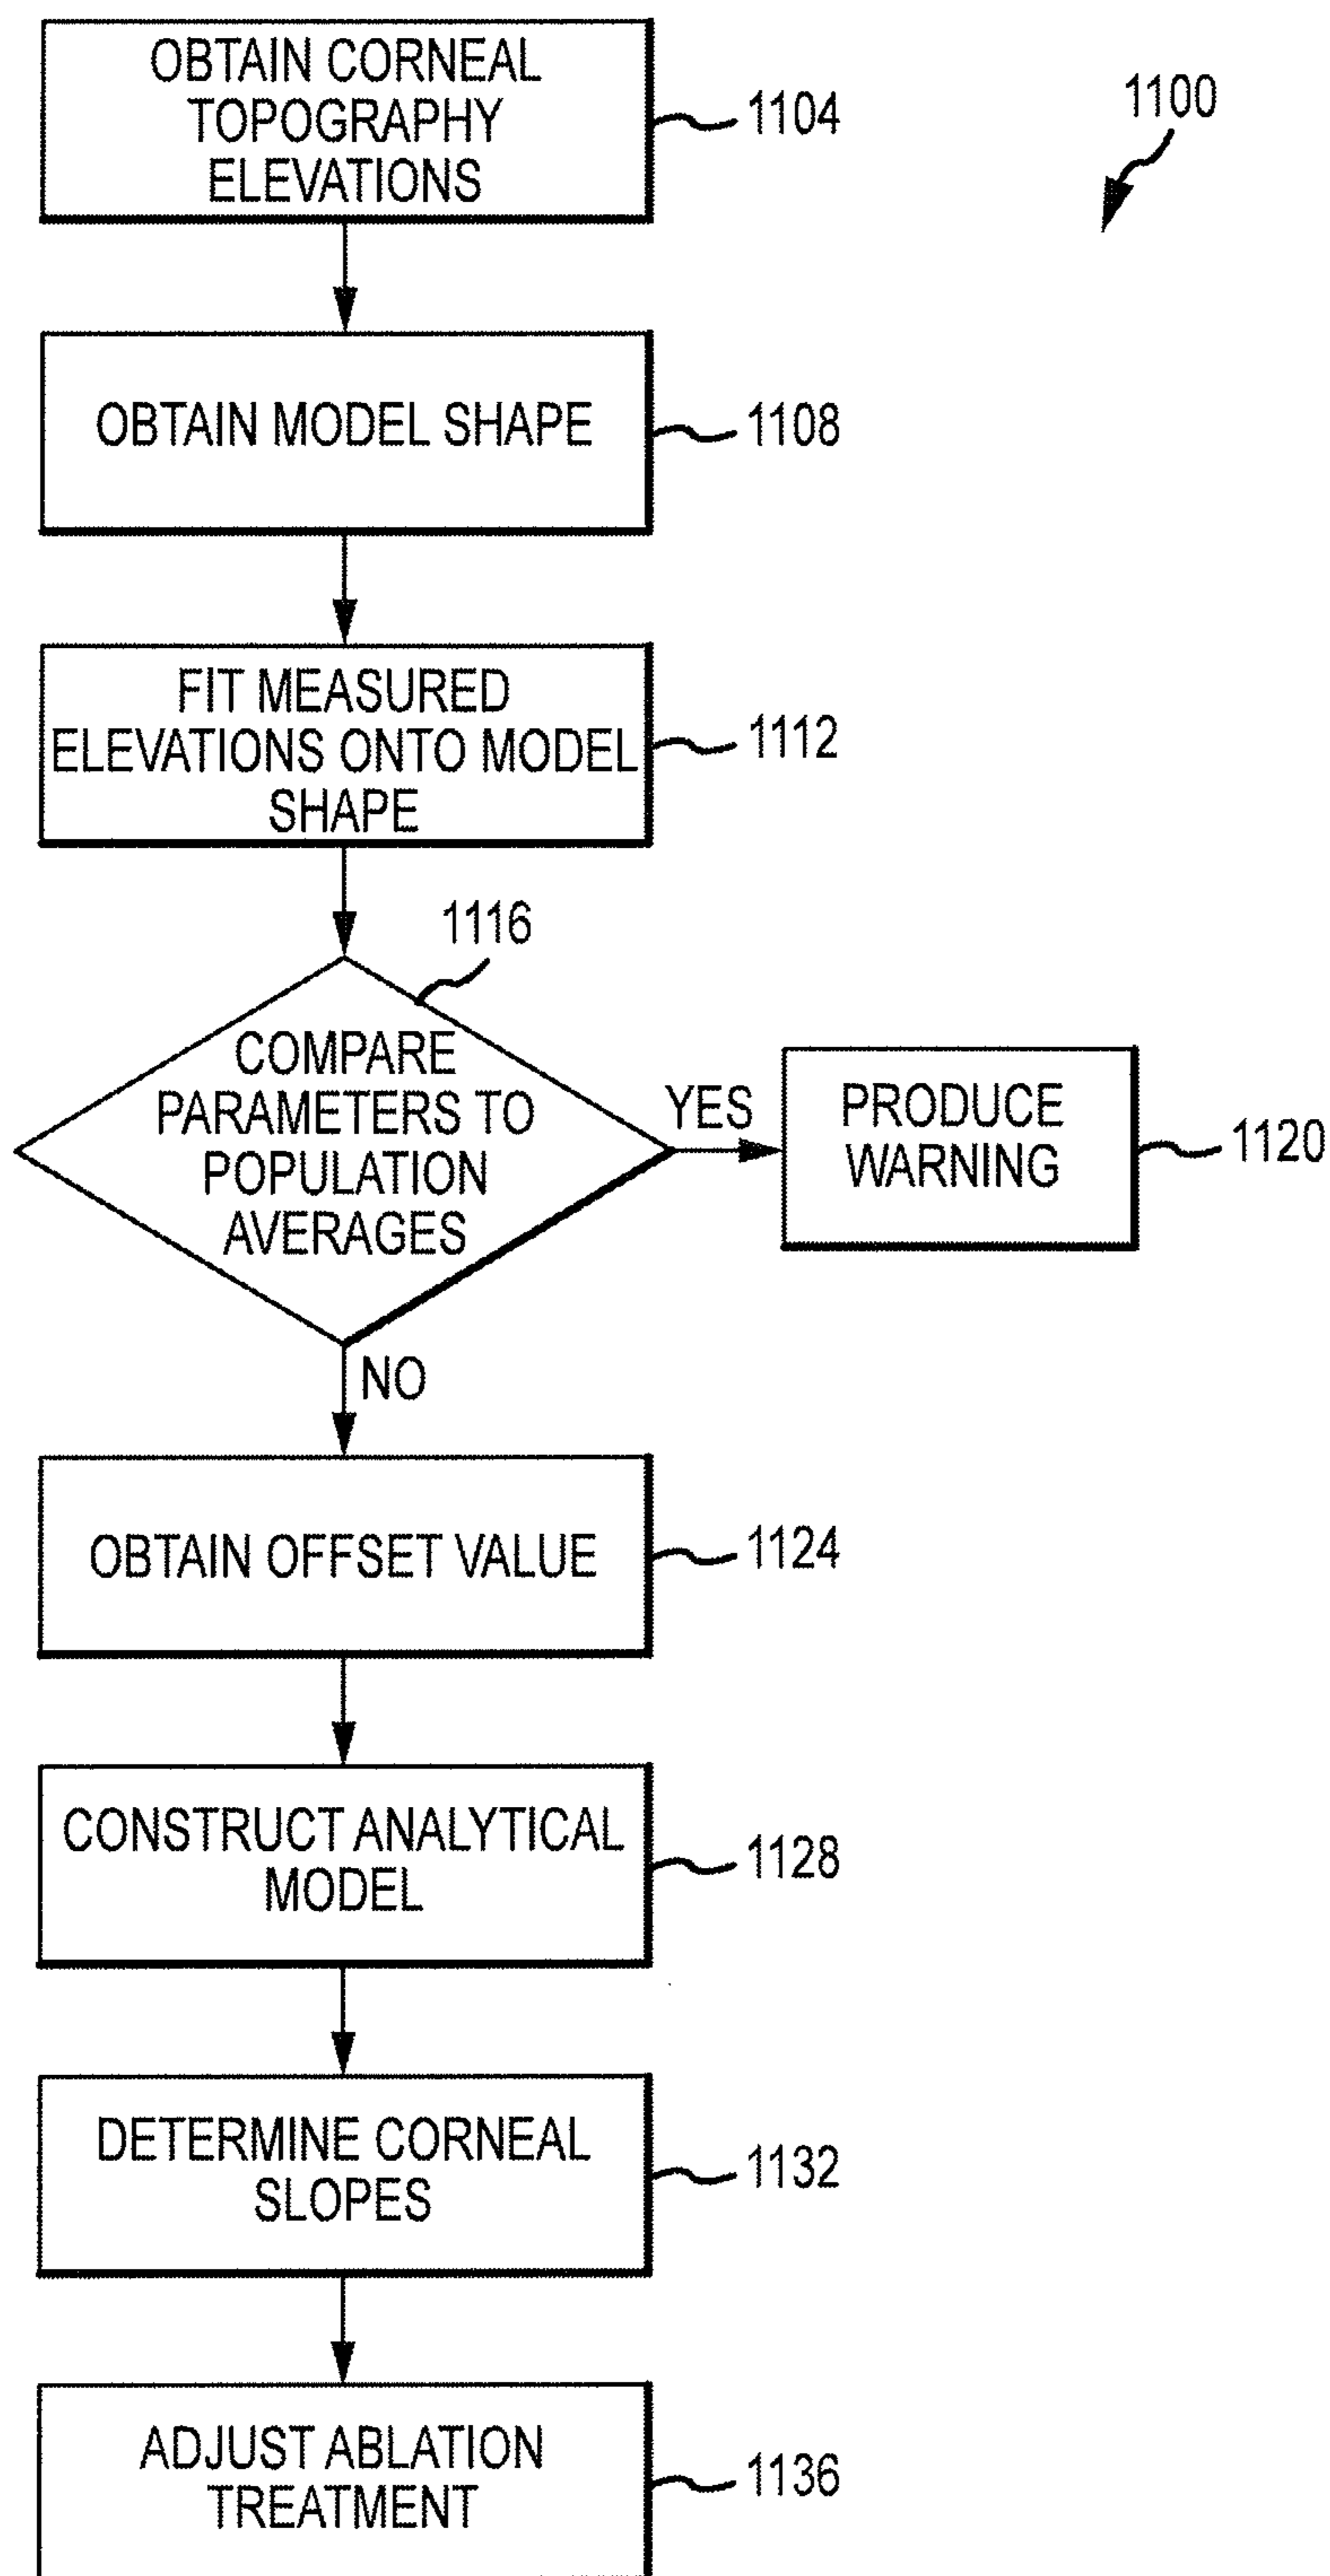 OBTAIN CORNEAL
TOPOGRAPHY
ELEVATIONS
1104
1100
OBTAIN MODEL SHAPE
1108
FIT MEASURED
ELEVATIONS ONTO MODEL
SHAPE
1112
1116
COMPARE
PARAMETERS TO
POPULATION
AVERAGES
YES
PRODUCE
WARNING
1120
NO
OBTAIN OFFSET VALUE
1124
CONSTRUCT ANALYTICAL
MODEL
1128
DETERMINE CORNEAL
SLOPES
1132
ADJUST ABLATION
TREATMENT
1136